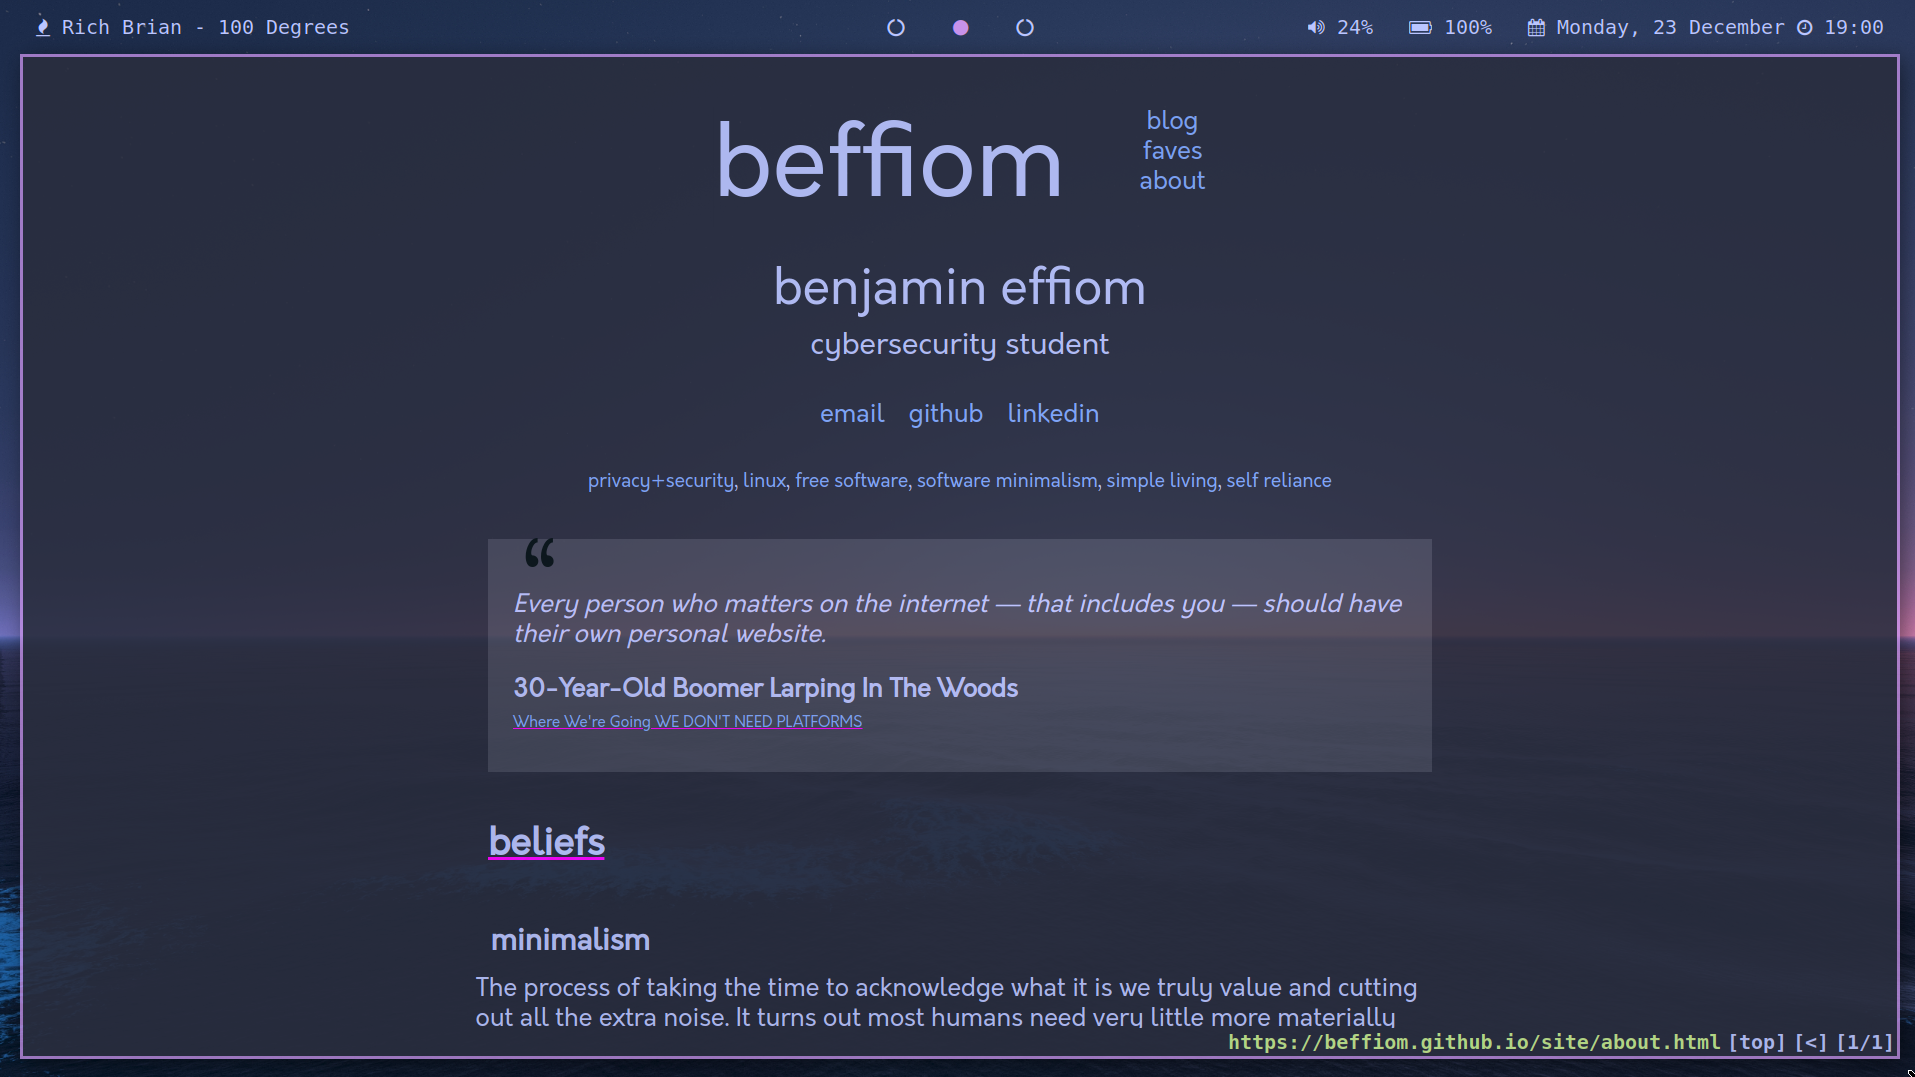 Rich Brian - 100 Degrees
24% 100% Monday, 23 December 19:00
beffiom
blog
faves
about
benjamin effiom
cybersecurity student
email github linkedin
privacy+security, linux, free software, software minimalism, simple living, self reliance
“
Every person who matters on the internet — that includes you — should have
their own personal website.
30-Year-Old Boomer Larping In The Woods
Where We're Going WE DON'T NEED PLATFORMS
beliefs
minimalism
The process of taking the time to acknowledge what it is we truly value and cutting
out all the extra noise. It turns out most humans need very little more materially
https://beffiom.github.io/site/about.html [top] [<] [1/1]